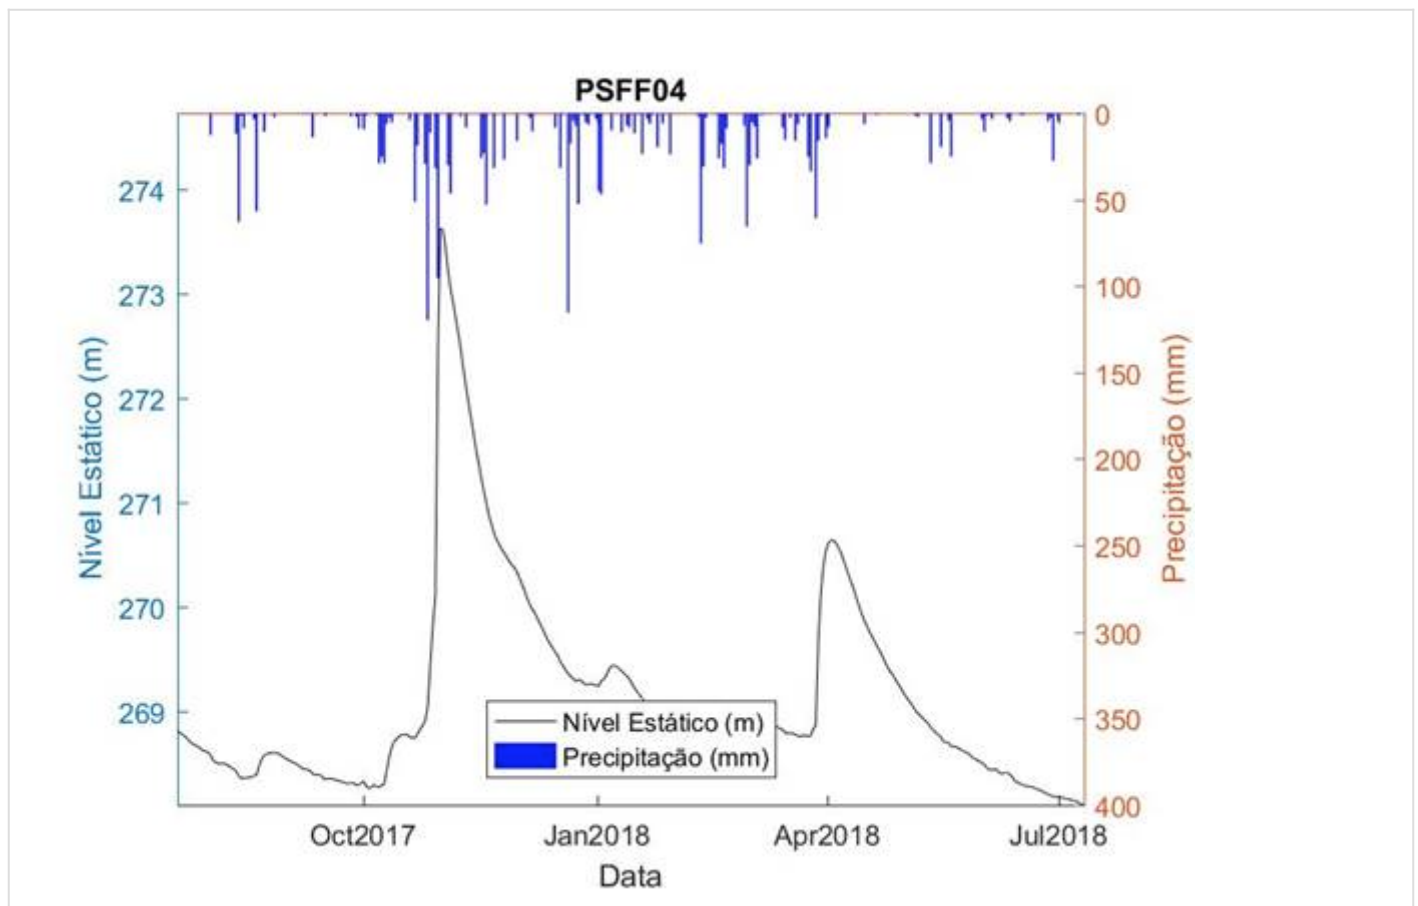 PSFF04
274
273
272
271
270
269
Nível Estático (m)
0
50
100
150
200
250
300
350
400
Precipitação (mm)
Nível Estático (m)
Precipitação (mm)
Oct2017
Jan2018
Apr2018
Jul2018
Data